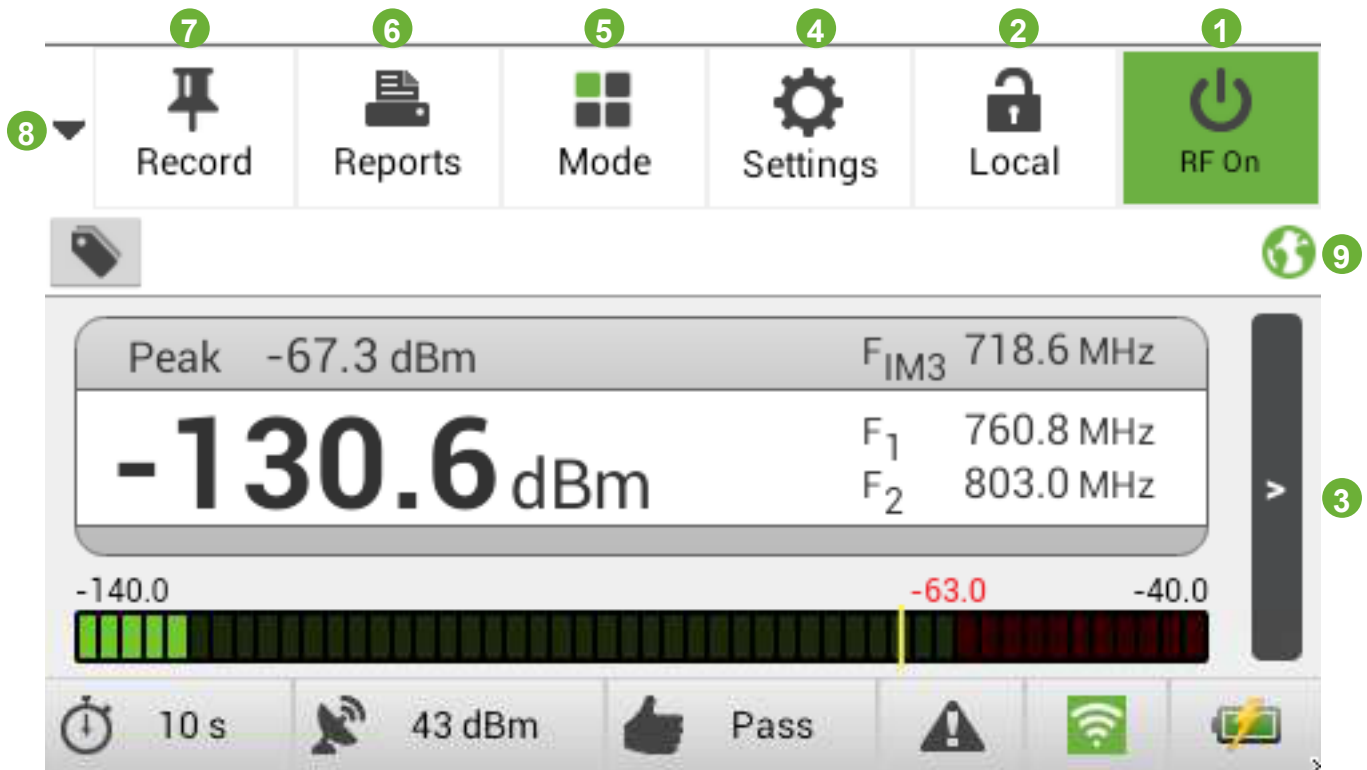 7 6 5 4 2 1
8
Record Reports Mode Settings Local RF On
9
Peak -67.3 dBm FIM3 718.6 MHz
-130.6 dBm
F1 760.8 MHz
F2 803.0 MHz
> 3
-140.0 -63.0 -40.0
10 s 43 dBm Pass